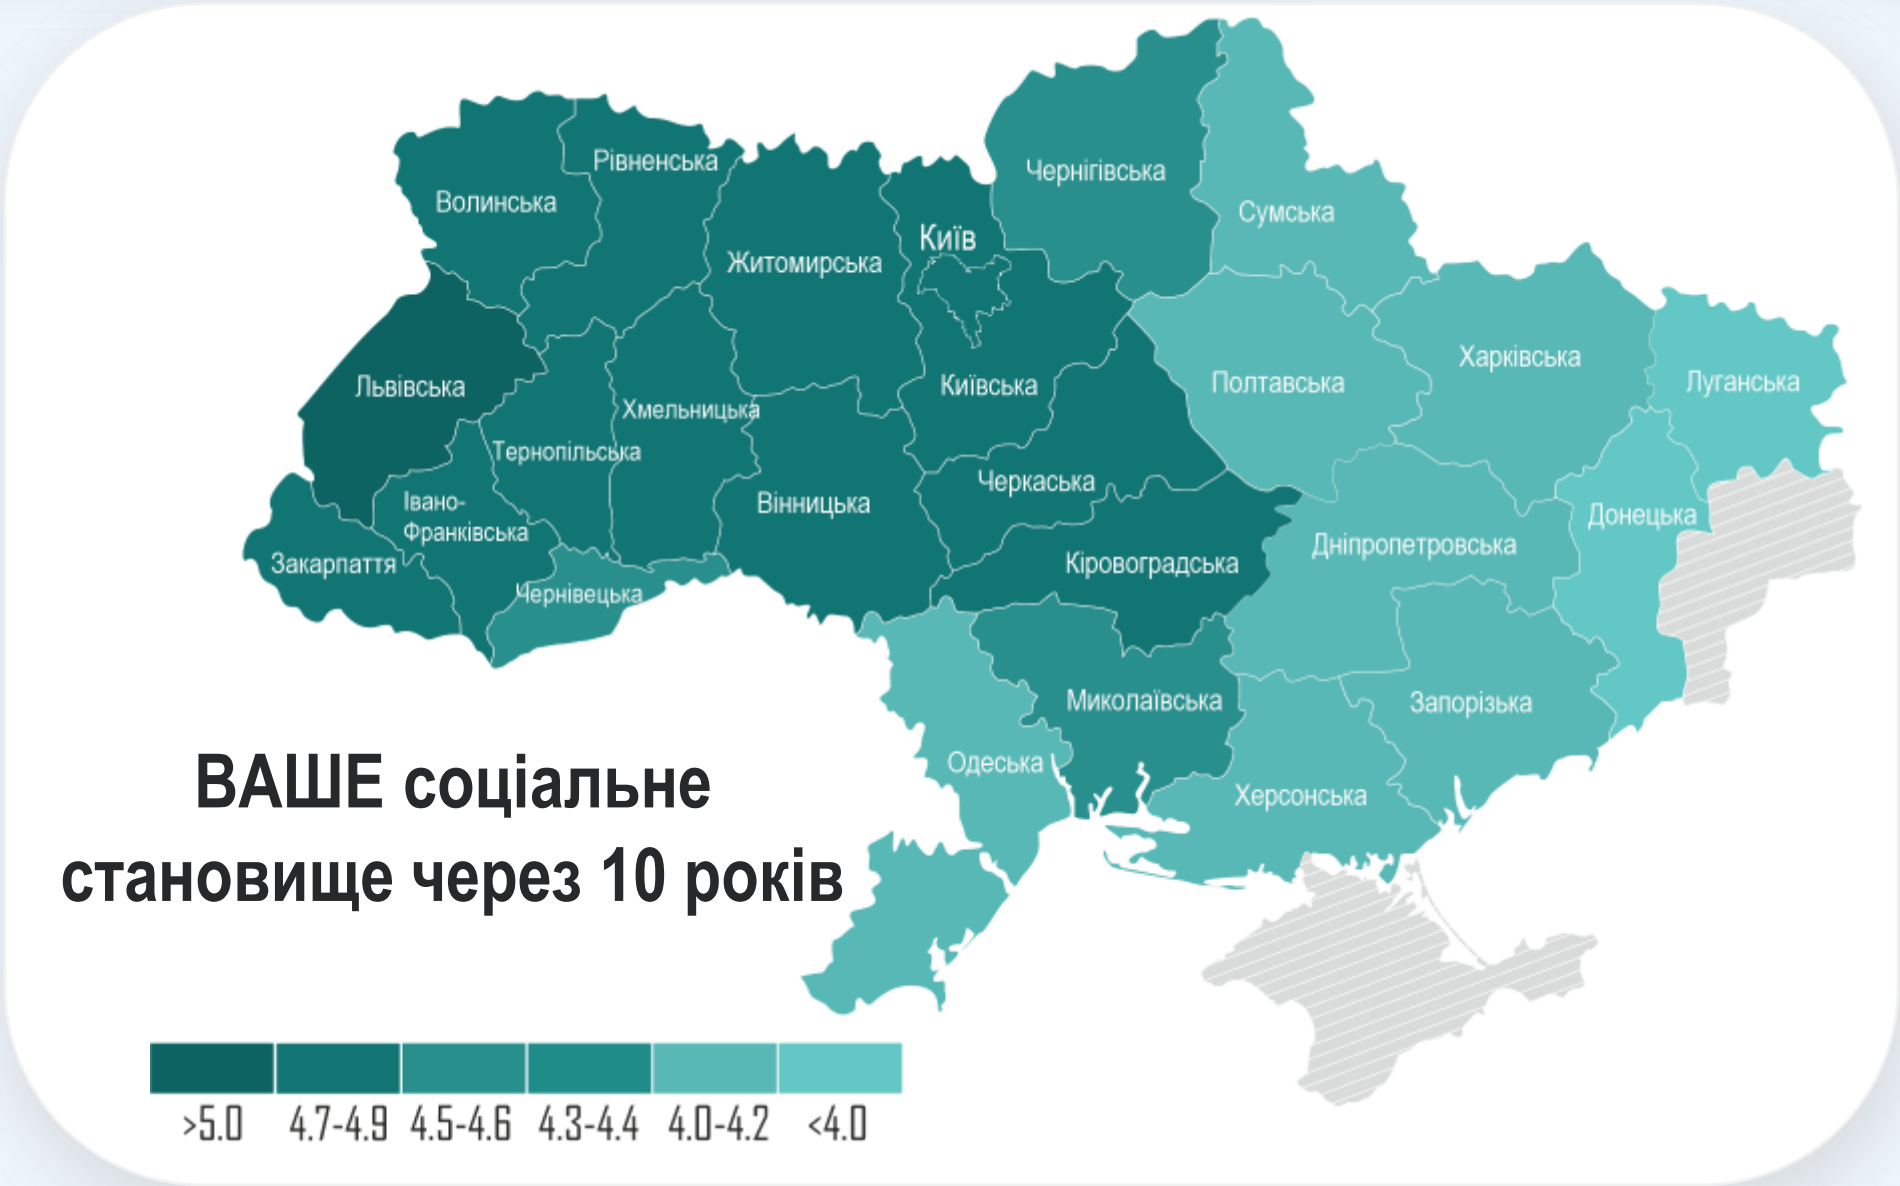 Рівненська
Волинська
Чернігівська
Сумська
Київ
Житомирська
Львівська
Київська
Полтавська
Харківська
Луганська
Хмельницька
Тернопільська
Черкаська
Вінницька
Івано-
Франківська
Донецька
Дніпропетровська
Закарпаття
Кіровоградська
Чернівецька
Миколаївська
Запорізька
Одеська
Херсонська
ВАШЕ соціальне
становище через 10 років
>5.0 4.7-4.9 4.5-4.6 4.3-4.4 4.0-4.2 <4.0